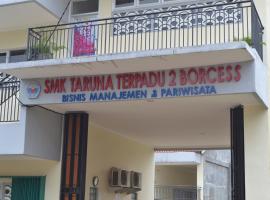 SMK TARUNA TERPADU 2 BORCESS
BISNIS MANAJEMEN & PARIWISATA